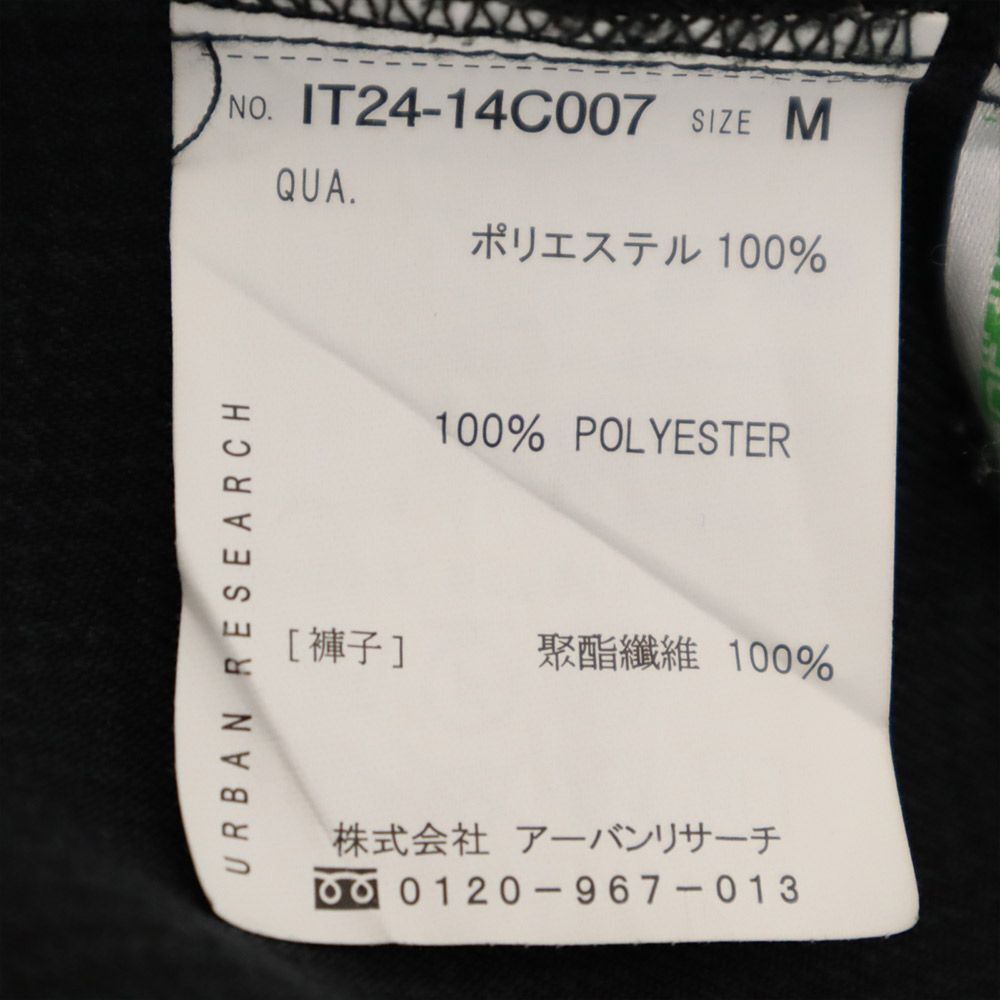 NO. IT24-14C007 SIZE M
QUA.
ポリエステル 100%
100% POLYESTER
[褲子] 聚酯纖維 100%
URBAN RESEARCH
株式会社 アーバンリサーチ
0120-967-013